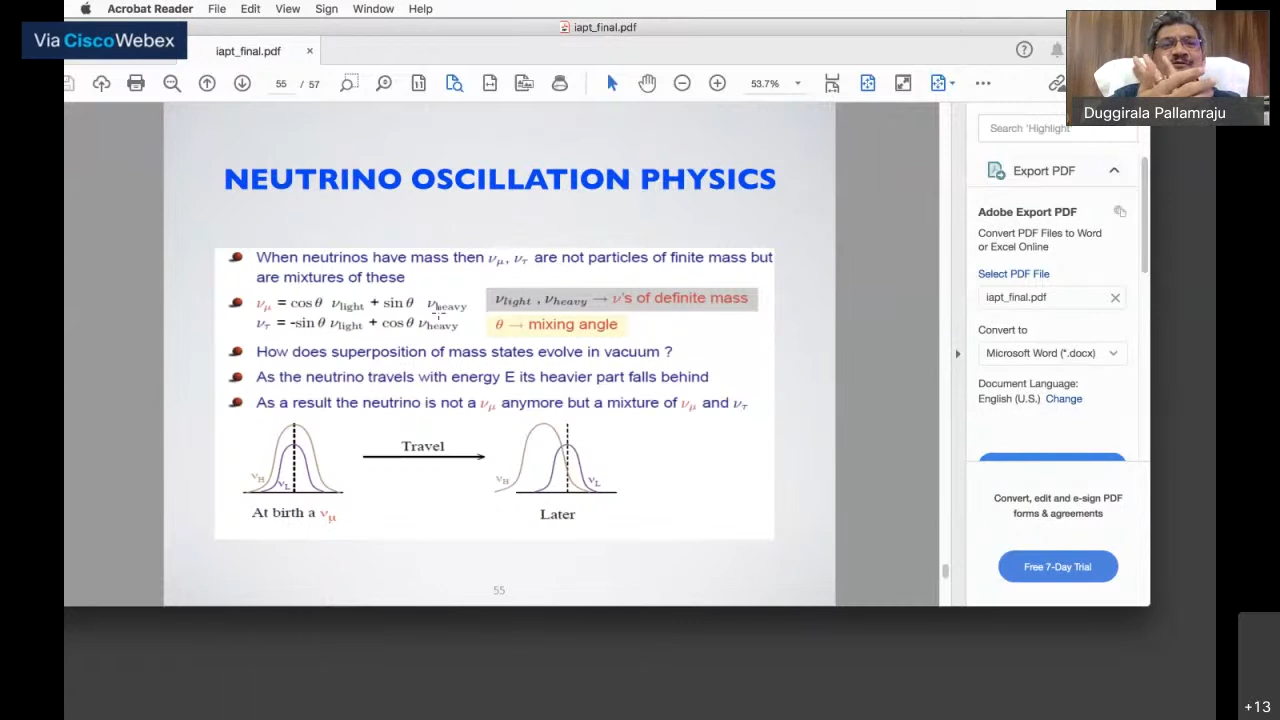 Acrobat Reader File Edit View Sign Window Help
iapt_final.pdf
Via Cisco Webex
iapt_final.pdf ×
55 / 57
53.7%
Duggirala Pallamraju
NEUTRINO OSCILLATION PHYSICS
When neutrinos have mass then νμ, ντ are not particles of finite mass but
are mixtures of these
νμ = cosθ νlight + sinθ νheavy
ντ = -sinθ νlight + cosθ νheavy
νlight , νheavy → ν's of definite mass
θ → mixing angle
How does superposition of mass states evolve in vacuum ?
As the neutrino travels with energy E its heavier part falls behind
As a result the neutrino is not a νμ anymore but a mixture of νμ and ντ
Travel
νH νL
νH νL
At birth a νμ
Later
55
Search 'Highlight'
Export PDF
Adobe Export PDF
Convert PDF Files to Word
or Excel Online
Select PDF File
iapt_final.pdf
Convert to
Microsoft Word (*.docx)
Document Language:
English (U.S.) Change
Convert, edit and e-sign PDF
forms & agreements
Free 7-Day Trial
+13